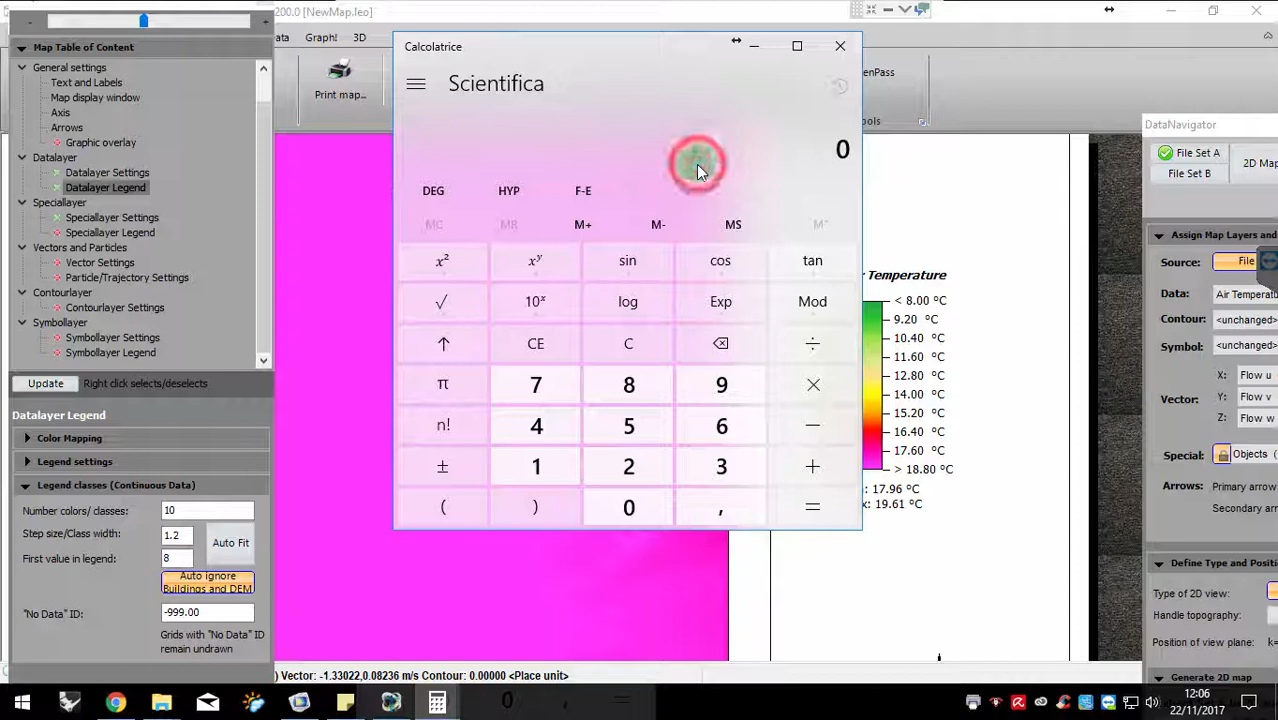 - +
200.0 [NewMap.leo]
Map Table of Content
General settings
Text and Labels
Map display window
Axis
Arrows
Graphic overlay
Datalayer
Datalayer Settings
Datalayer Legend
Speciallayer
Speciallayer Settings
Speciallayer Legend
Vectors and Particles
Vector Settings
Particle/Trajectory Settings
Contourlayer
Contourlayer Settings
Symbollayer
Symbollayer Settings
Symbollayer Legend
Update Right click selects/deselects
Datalayer Legend
Color Mapping
Legend settings
Legend classes (Continuous Data)
Number colors/ classes: 10
Step size/Class width: 1.2
Auto Fit
First value in legend: 8
Auto ignore
Buildings and DEM
"No Data" ID: -999.00
Grids with "No Data" ID
remain undrawn
ta Graph! 3D
Print map...
Calcolatrice
Scientifica
0
DEG HYP F-E
MC MR M+ M- MS M˅
x² xʸ sin cos tan
√ 10ˣ log Exp Mod
↑ CE C ⌫ ÷
π 7 8 9 ×
n! 4 5 6 −
± 1 2 3 +
( ) 0 , =
enPass
ols
r Temperature
< 8.00 °C
9.20 °C
10.40 °C
11.60 °C
12.80 °C
14.00 °C
15.20 °C
16.40 °C
17.60 °C
> 18.80 °C
: 17.96 °C
x: 19.61 °C
DataNavigator
File Set A
File Set B
2D Map
Assign Map Layers and
Source: File
Data: Air Temperatu
Contour: <unchanged>
Symbol: <unchanged>
X: Flow u
Vector: Y: Flow v
Z: Flow w
Special: Objects (
Arrows: Primary arrow
Secondary arro
Define Type and Positio
Type of 2D view:
Handle topography:
Position of view plane:
Generate 2D map
Vector: -1.33022,0.08236 m/s Contour: 0.00000 <Place unit>
0 , =
12:06
22/11/2017